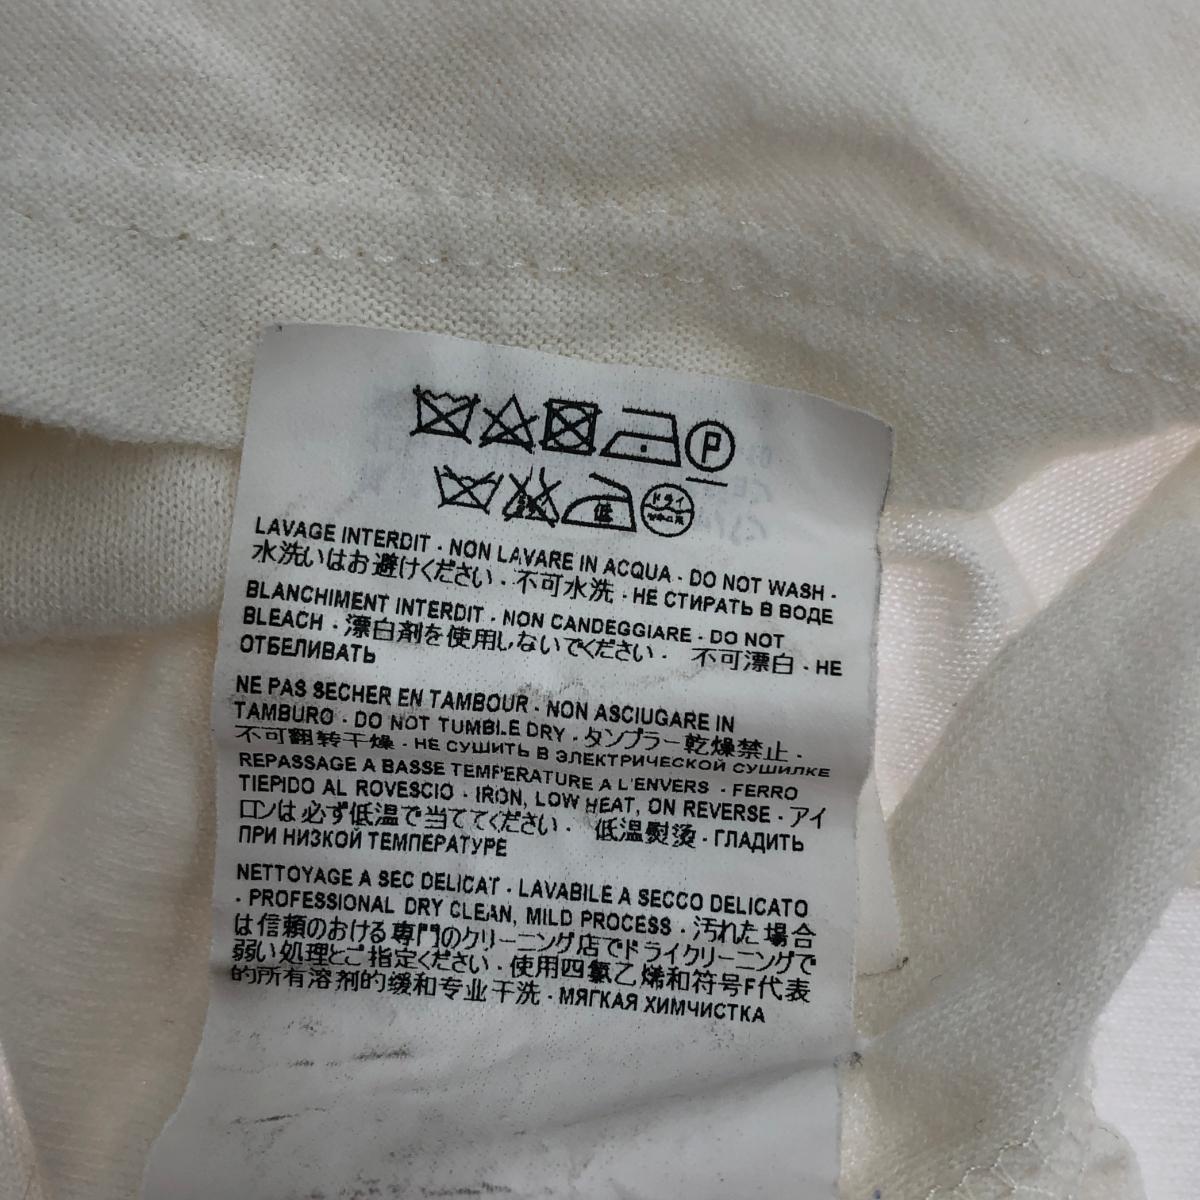 P
低
ドライ
LAVAGE INTERDIT · NON LAVARE IN ACQUA · DO NOT WASH ·
水洗いはお避けください · 不可水洗 · НЕ СТИРАТЬ В ВОДЕ
BLANCHIMENT INTERDIT · NON CANDEGGIARE · DO NOT
BLEACH · 漂白剤を使用しないでください · 不可漂白 · НЕ
ОТБЕЛИВАТЬ
NE PAS SECHER EN TAMBOUR · NON ASCIUGARE IN
TAMBURO · DO NOT TUMBLE DRY · タンブラー乾燥禁止 ·
不可翻转干燥 · НЕ СУШИТЬ В ЭЛЕКТРИЧЕСКОЙ СУШИЛКЕ
REPASSAGE A BASSE TEMPERATURE A L'ENVERS · FERRO
TIEPIDO AL ROVESCIO · IRON, LOW HEAT, ON REVERSE · アイ
ロンは必ず低温で当ててください · 低温熨烫 · ГЛАДИТЬ
ПРИ НИЗКОЙ ТЕМПЕРАТУРЕ
NETTOYAGE A SEC DELICAT · LAVABILE A SECCO DELICATO
· PROFESSIONAL DRY CLEAN, MILD PROCESS · 汚れた場合
は信頼のおける専門のクリーニング店でドライクリーニングで
弱い処理とご指定ください · 使用四氯乙烯和符号F代表
的所有溶剂的缓和专业干洗 · МЯГКАЯ ХИМЧИСТКА